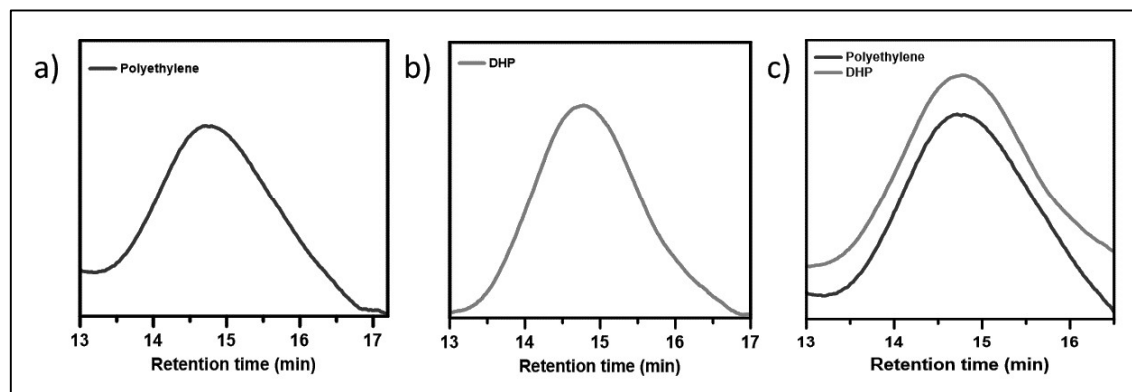 a)
Polyethylene
13 14 15 16 17
Retention time (min)
b)
DHP
13 14 15 16 17
Retention time (min)
c)
Polyethylene
DHP
13 14 15 16
Retention time (min)